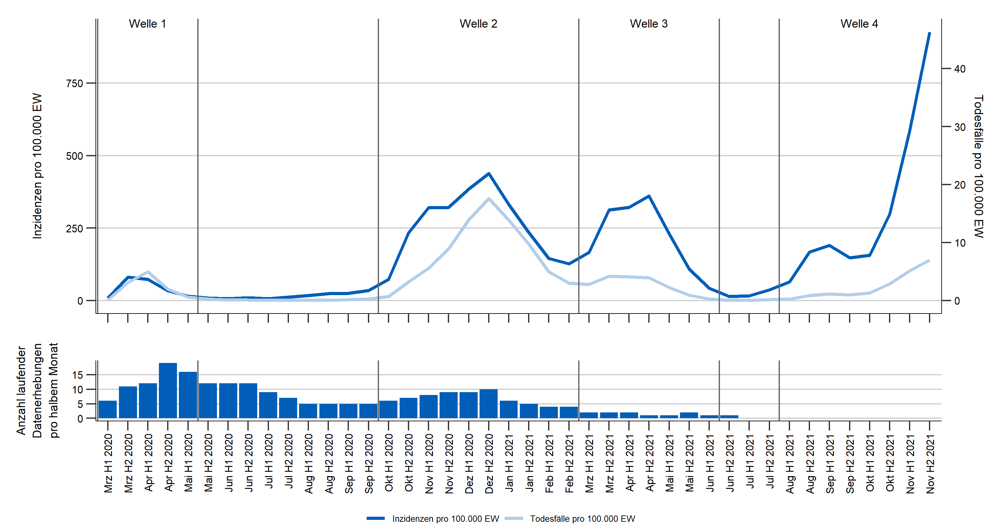 Welle 1
Welle 2
Welle 3
Welle 4
Inzidenzen pro 100.000 EW
750
500
250
0
Todesfälle pro 100.000 EW
40
30
20
10
0
Anzahl laufender
Datenerhebungen
pro halbem Monat
15
10
5
0
Mrz H1 2020
Mrz H2 2020
Apr H1 2020
Apr H2 2020
Mai H1 2020
Mai H2 2020
Jun H1 2020
Jun H2 2020
Jul H1 2020
Jul H2 2020
Aug H1 2020
Aug H2 2020
Sep H1 2020
Sep H2 2020
Okt H1 2020
Okt H2 2020
Nov H1 2020
Nov H2 2020
Dez H1 2020
Dez H2 2020
Jan H1 2021
Jan H2 2021
Feb H1 2021
Feb H2 2021
Mrz H1 2021
Mrz H2 2021
Apr H1 2021
Apr H2 2021
Mai H1 2021
Mai H2 2021
Jun H1 2021
Jun H2 2021
Jul H1 2021
Jul H2 2021
Aug H1 2021
Aug H2 2021
Sep H1 2021
Sep H2 2021
Okt H1 2021
Okt H2 2021
Nov H1 2021
Nov H2 2021
Inzidenzen pro 100.000 EW
Todesfälle pro 100.000 EW